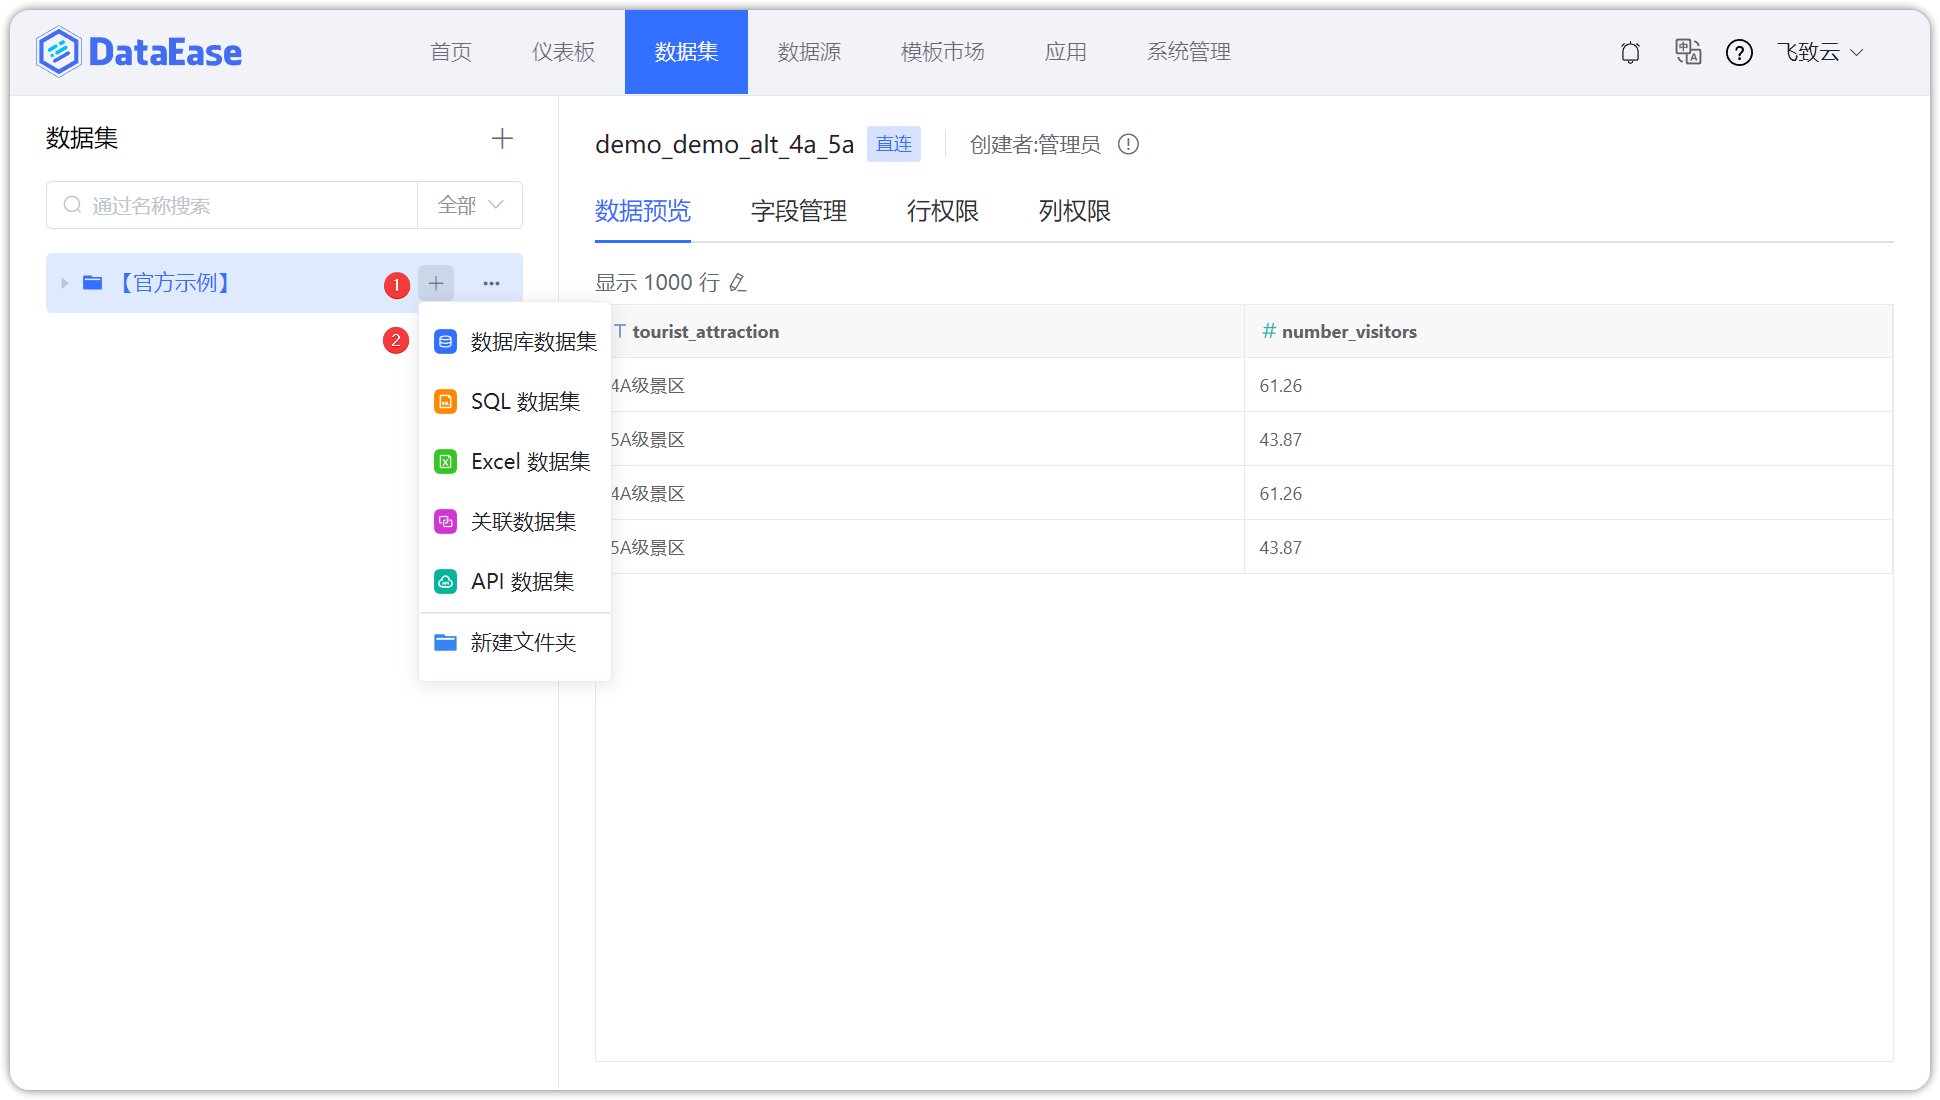 DataEase
首页 仪表板 数据集 数据源 模板市场 应用 系统管理 飞致云
数据集
通过名称搜索 全部
【官方示例】
1
2
数据库数据集
SQL 数据集
Excel 数据集
关联数据集
API 数据集
新建文件夹
demo_demo_alt_4a_5a 直连 创建者:管理员
数据预览 字段管理 行权限 列权限
显示 1000 行
T tourist_attraction # number_visitors
4A级景区 61.26
5A级景区 43.87
4A级景区 61.26
5A级景区 43.87